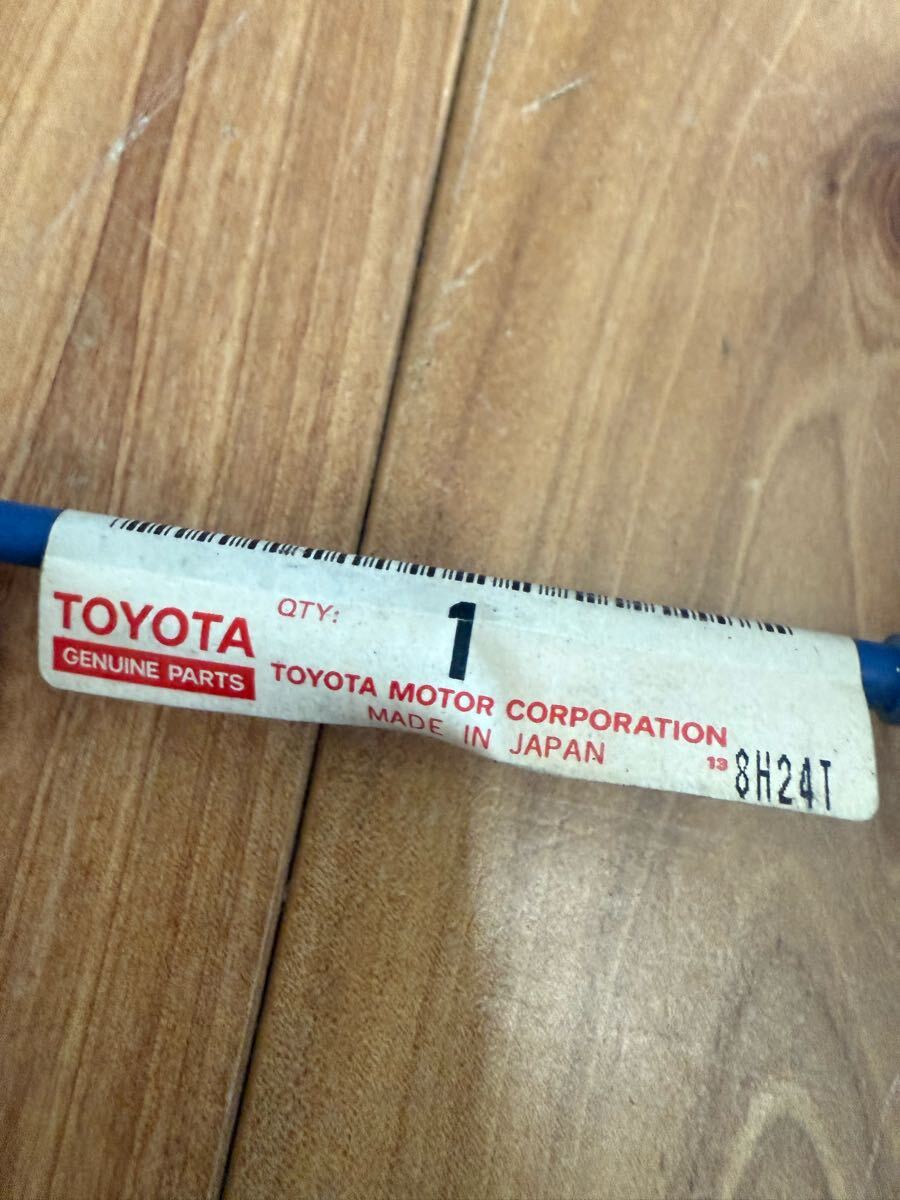 TOYOTA
GENUINE PARTS
QTY: 1
TOYOTA MOTOR CORPORATION
MADE IN JAPAN
13 8H24T